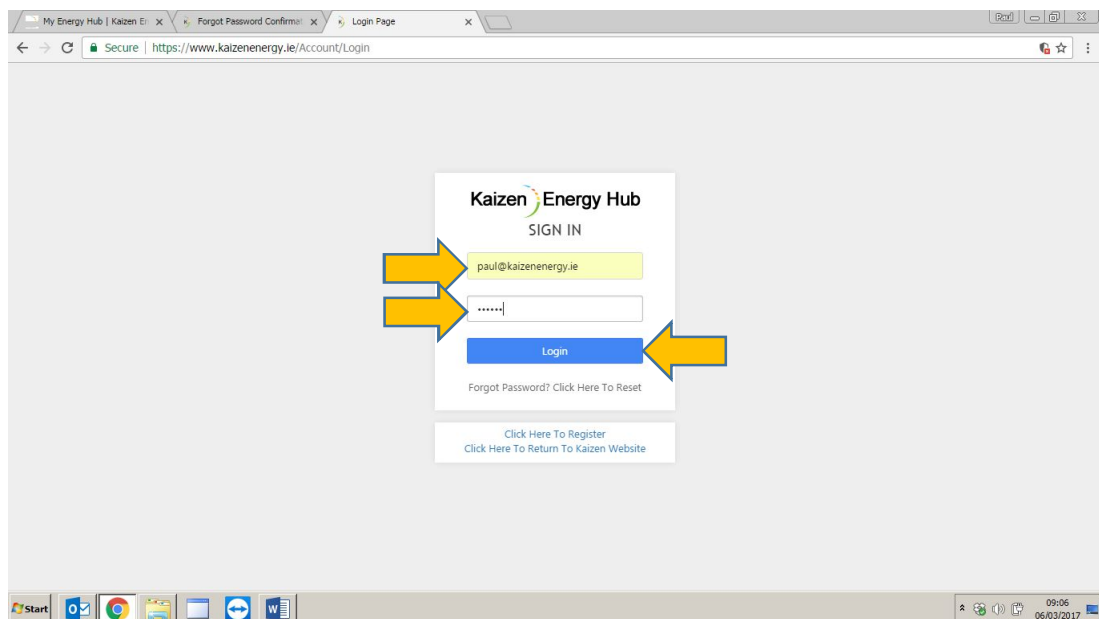 My Energy Hub | Kaizen En
Forgot Password Confirmat
Login Page
Paul
Secure | https://www.kaizenenergy.ie/Account/Login
Kaizen Energy Hub
SIGN IN
paul@kaizenenergy.ie
••••••
Login
Forgot Password? Click Here To Reset
Click Here To Register
Click Here To Return To Kaizen Website
Start
09:06
06/03/2017